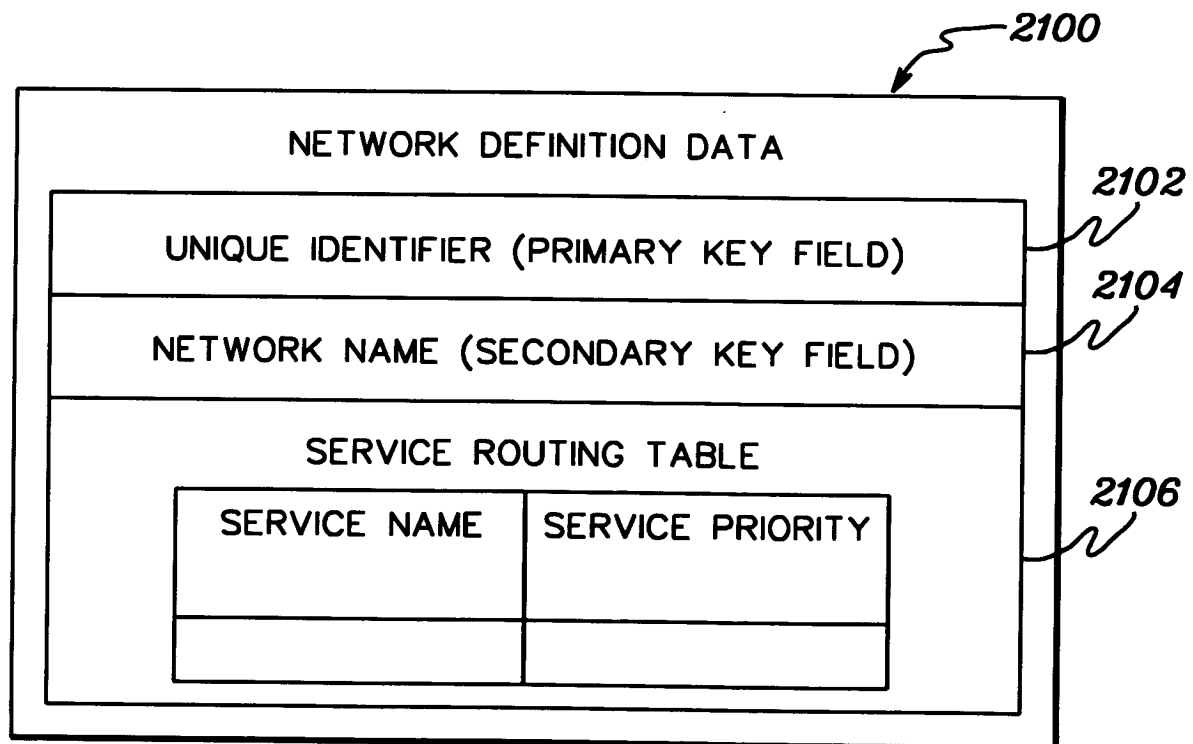 2100
NETWORK DEFINITION DATA
2102
UNIQUE IDENTIFIER (PRIMARY KEY FIELD)
2104
NETWORK NAME (SECONDARY KEY FIELD)
SERVICE ROUTING TABLE
2106
SERVICE NAME SERVICE PRIORITY